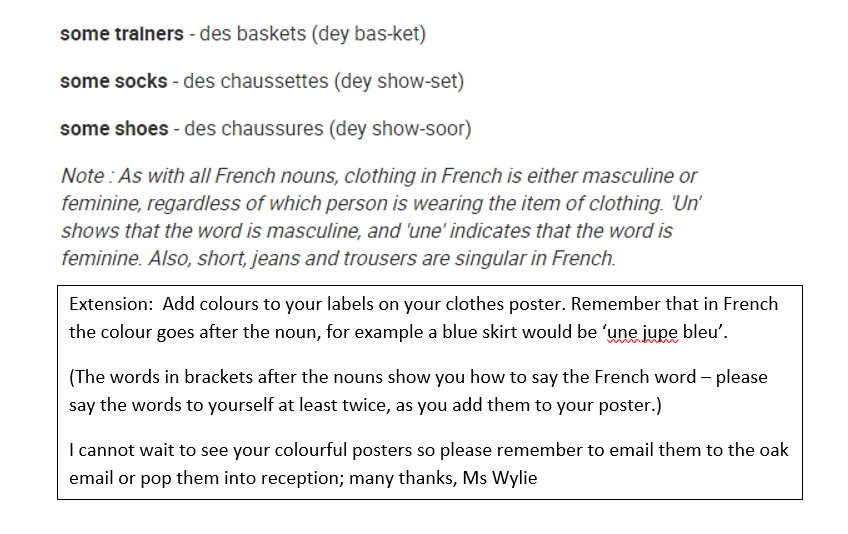 some trainers - des baskets (dey bas-ket)
some socks - des chaussettes (dey show-set)
some shoes - des chaussures (dey show-soor)
Note : As with all French nouns, clothing in French is either masculine or
feminine, regardless of which person is wearing the item of clothing. 'Un'
shows that the word is masculine, and 'une' indicates that the word is
feminine. Also, short, jeans and trousers are singular in French.
Extension:  Add colours to your labels on your clothes poster. Remember that in French
the colour goes after the noun, for example a blue skirt would be ‘une jupe bleu’.
(The words in brackets after the nouns show you how to say the French word – please
say the words to yourself at least twice, as you add them to your poster.)
I cannot wait to see your colourful posters so please remember to email them to the oak
email or pop them into reception; many thanks, Ms Wylie